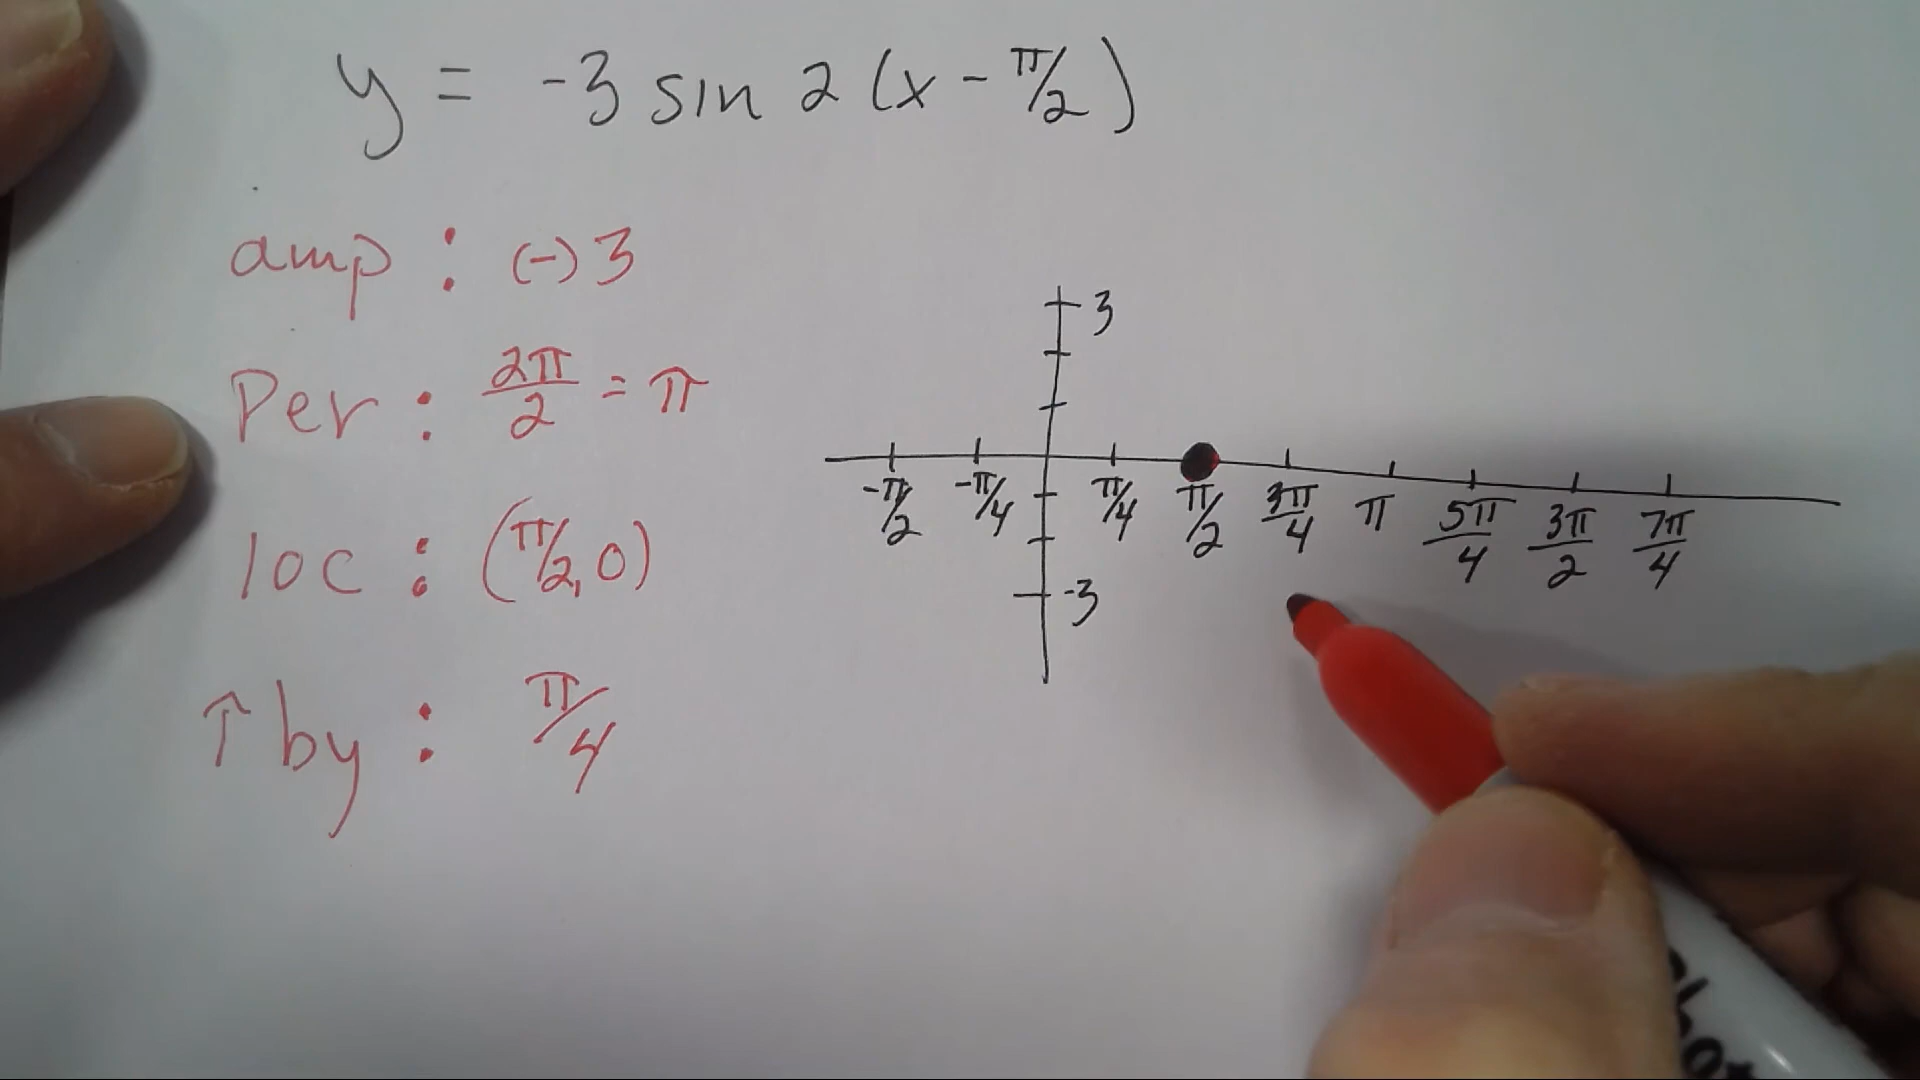 y = -3 sin 2 (x - π/2)
amp : (-) 3
Per : 2π/2 = π
loc : (π/2, 0)
↑ by : π/4
3
-π/2 -π/4 π/4 π/2 3π/4 π 5π/4 3π/2 7π/4
-3